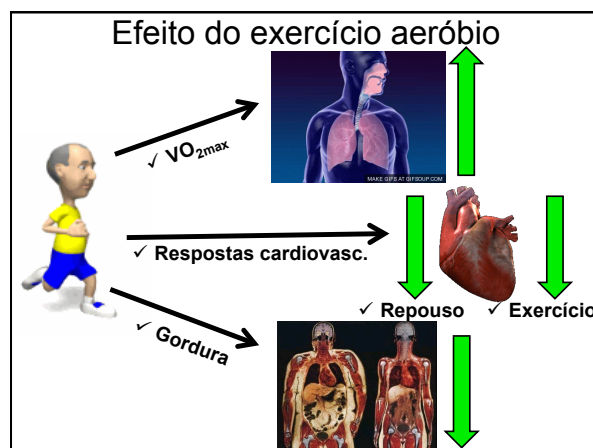 Efeito do exercício aeróbio
MAKE GIFS AT GIFSOUP.COM
✓ VO2max
✓ Respostas cardiovasc.
✓ Repouso
✓ Exercício
✓ Gordura